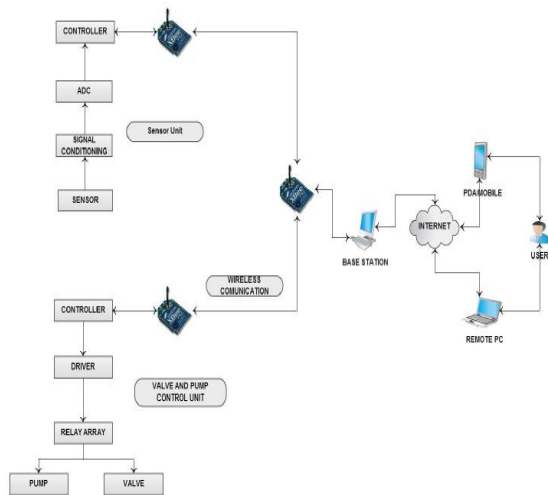 CONTROLLER
ADC
SIGNAL
CONDITIONING
SENSOR
Sensor Unit
PDA/MOBILE
INTERNET
BASE STATION
USER
REMOTE PC
WIRELESS
COMUNICATION
CONTROLLER
DRIVER
VALVE AND PUMP
CONTROL UNIT
RELAY ARRAY
PUMP
VALVE